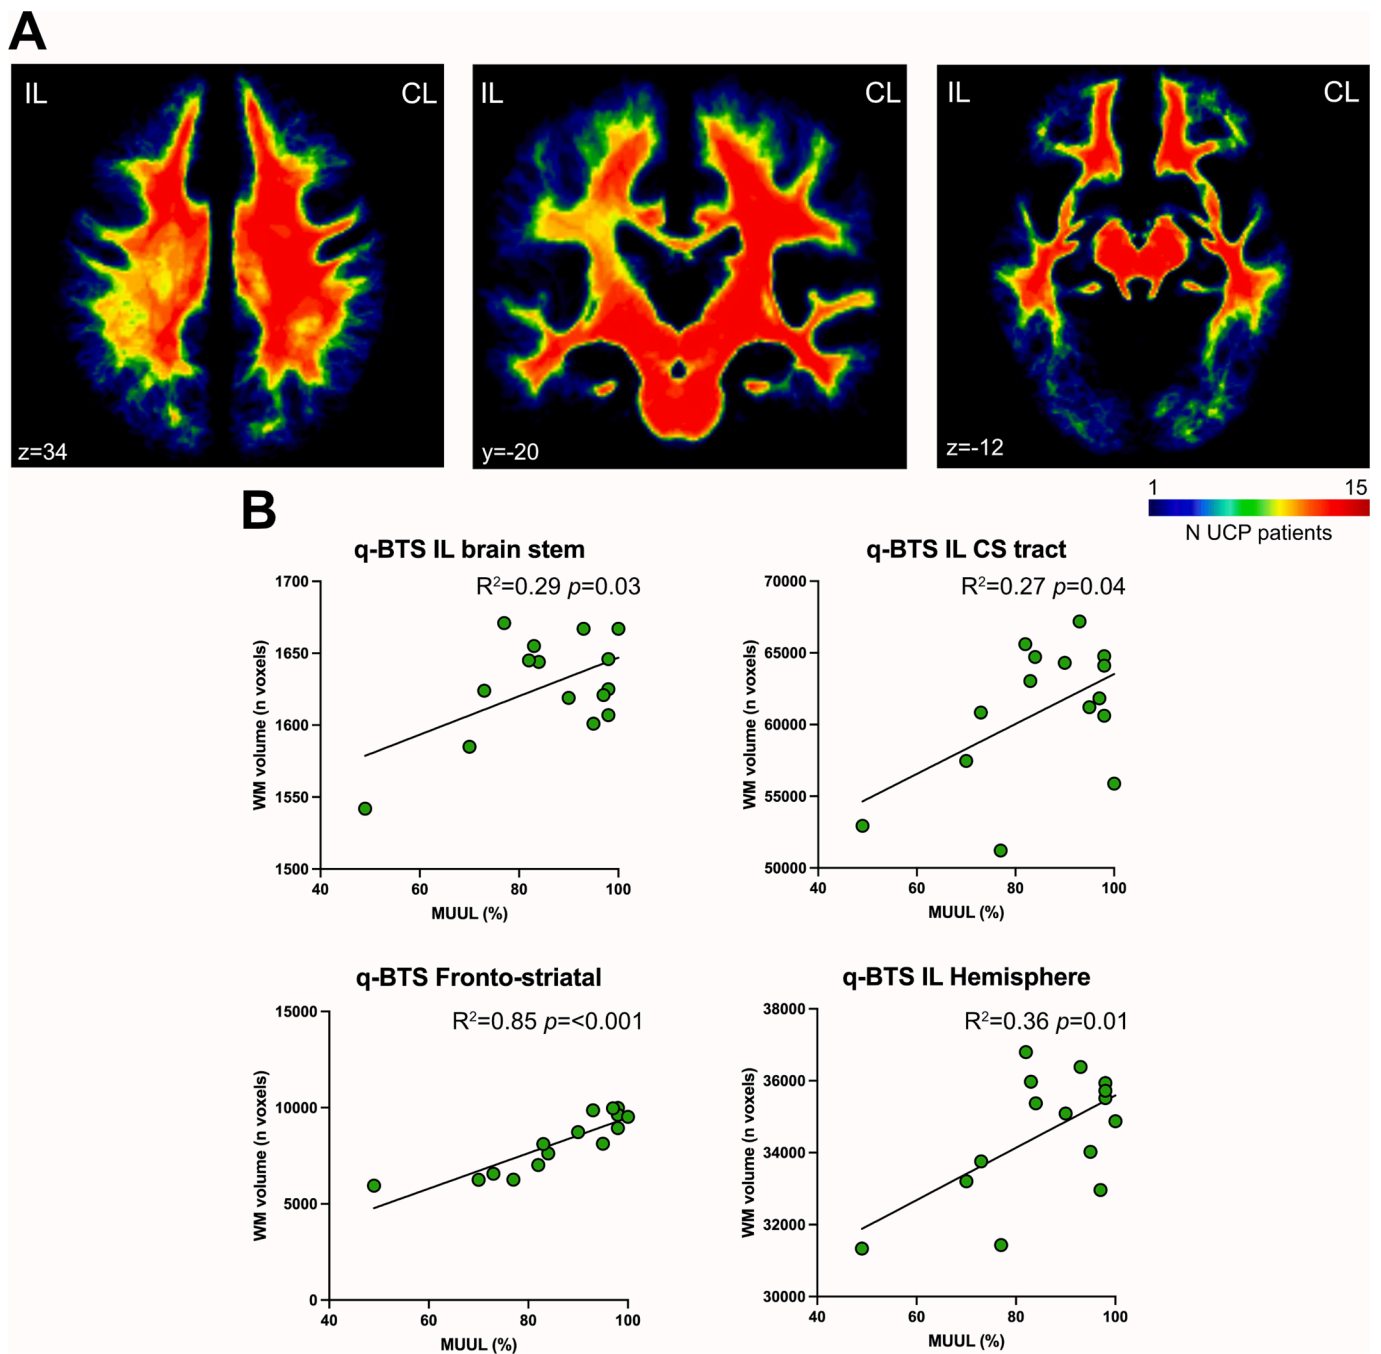 A
IL CL
IL CL
IL CL
z=34
y=-20
z=-12
1 15
N UCP patients
B
q-BTS IL brain stem
R²=0.29 p=0.03
1700
1650
1600
1550
1500
40 60 80 100
WM volume (n voxels)
MUUL (%)
q-BTS IL CS tract
R²=0.27 p=0.04
70000
65000
60000
55000
50000
40 60 80 100
WM volume (n voxels)
MUUL (%)
q-BTS Fronto-striatal
R²=0.85 p=<0.001
15000
10000
5000
0
40 60 80 100
WM volume (n voxels)
MUUL (%)
q-BTS IL Hemisphere
R²=0.36 p=0.01
38000
36000
34000
32000
30000
40 60 80 100
WM volume (n voxels)
MUUL (%)